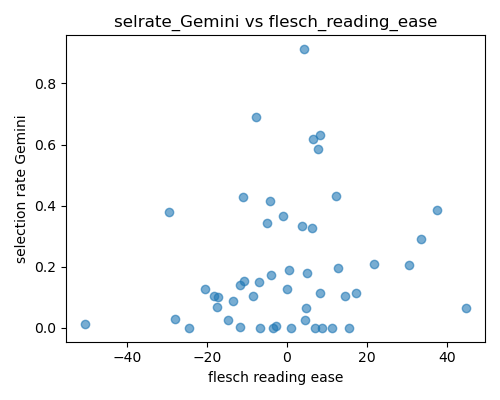 selrate_Gemini vs flesch_reading_ease
0.8
0.6
0.4
0.2
0.0
selection rate Gemini
−40 −20 0 20 40
flesch reading ease